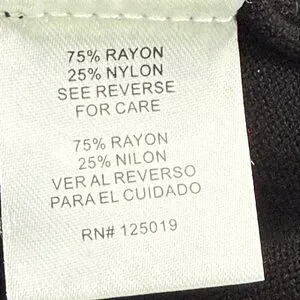 75% RAYON
25% NYLON
SEE REVERSE
FOR CARE
75% RAYON
25% NILON
VER AL REVERSO
PARA EL CUIDADO
RN# 125019